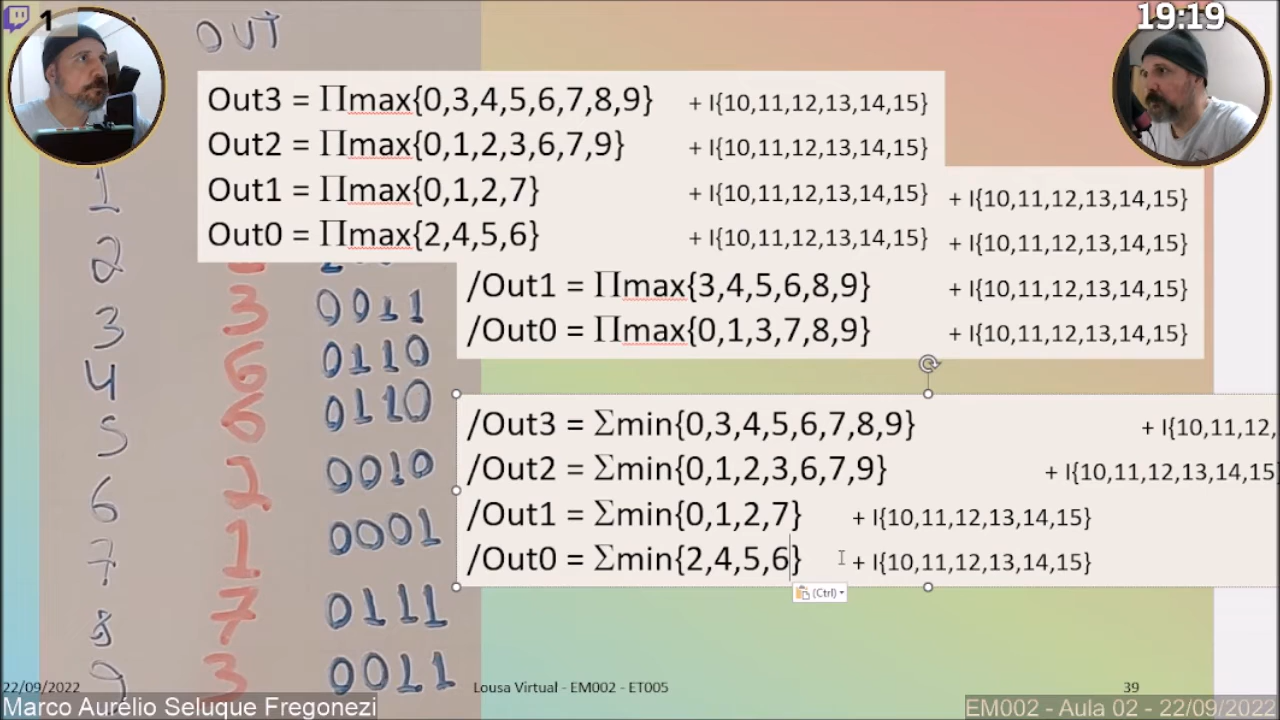 1
19:19
OUT
Out3 = Πmax{0,3,4,5,6,7,8,9} + I{10,11,12,13,14,15}
Out2 = Πmax{0,1,2,3,6,7,9} + I{10,11,12,13,14,15}
Out1 = Πmax{0,1,2,7} + I{10,11,12,13,14,15} + I{10,11,12,13,14,15}
Out0 = Πmax{2,4,5,6} + I{10,11,12,13,14,15} + I{10,11,12,13,14,15}
/Out1 = Πmax{3,4,5,6,8,9} + I{10,11,12,13,14,15}
/Out0 = Πmax{0,1,3,7,8,9} + I{10,11,12,13,14,15}
/Out3 = Σmin{0,3,4,5,6,7,8,9} + I{10,11,12,
/Out2 = Σmin{0,1,2,3,6,7,9} + I{10,11,12,13,14,15}
/Out1 = Σmin{0,1,2,7} + I{10,11,12,13,14,15}
/Out0 = Σmin{2,4,5,6} + I{10,11,12,13,14,15}
(Ctrl)
1
2
3 3 0011
4 6 0110
5 6 0110
6 2 0010
7 1 0001
8 7 0111
9 3 0011
22/09/2022 Lousa Virtual - EM002 - ET005 39
Marco Aurélio Seluque Fregonezi EM002 - Aula 02 - 22/09/2022